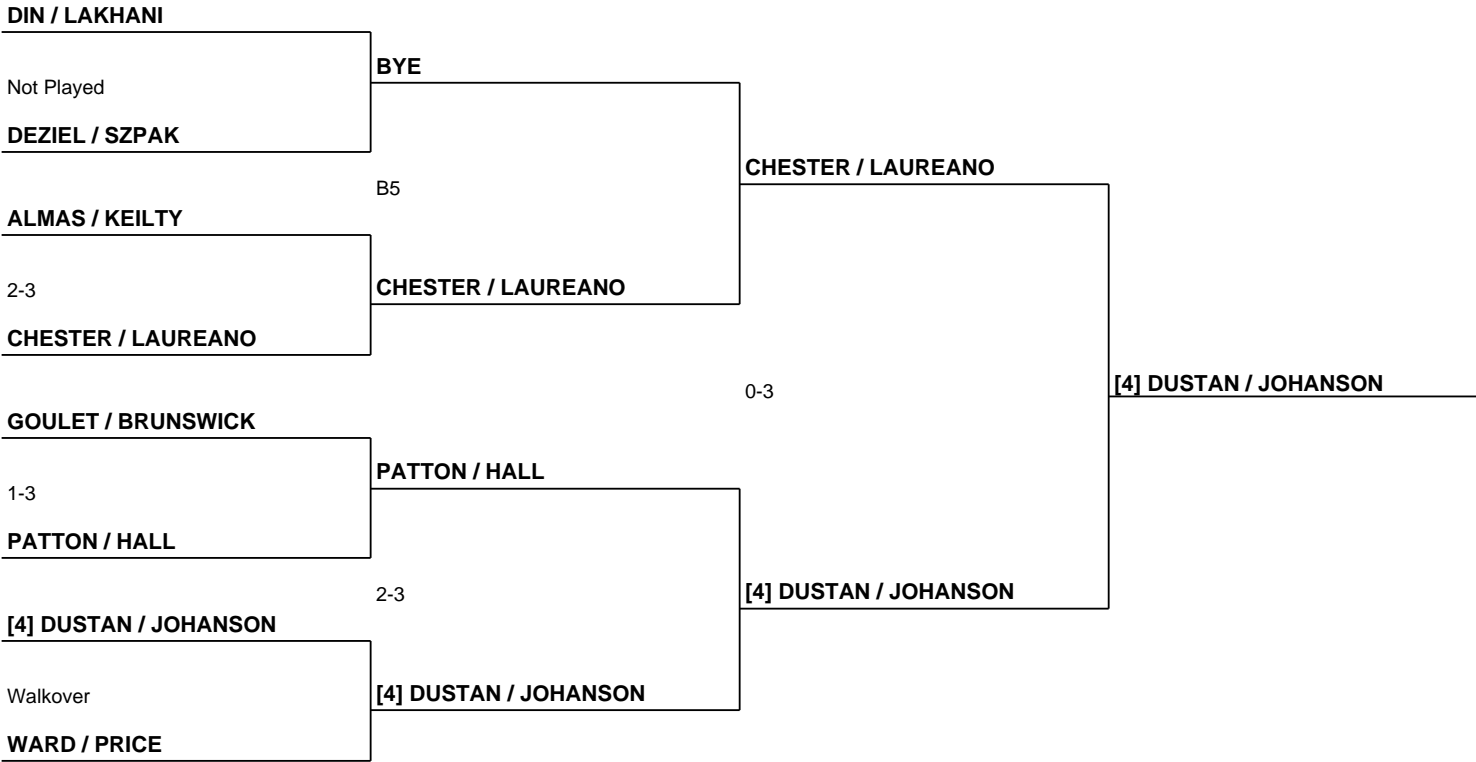 DIN / LAKHANI
BYE
Not Played
DEZIEL / SZPAK
CHESTER / LAUREANO
B5
ALMAS / KEILTY
2-3
CHESTER / LAUREANO
CHESTER / LAUREANO
[4] DUSTAN / JOHANSON
0-3
GOULET / BRUNSWICK
PATTON / HALL
1-3
PATTON / HALL
2-3
[4] DUSTAN / JOHANSON
[4] DUSTAN / JOHANSON
Walkover
[4] DUSTAN / JOHANSON
WARD / PRICE